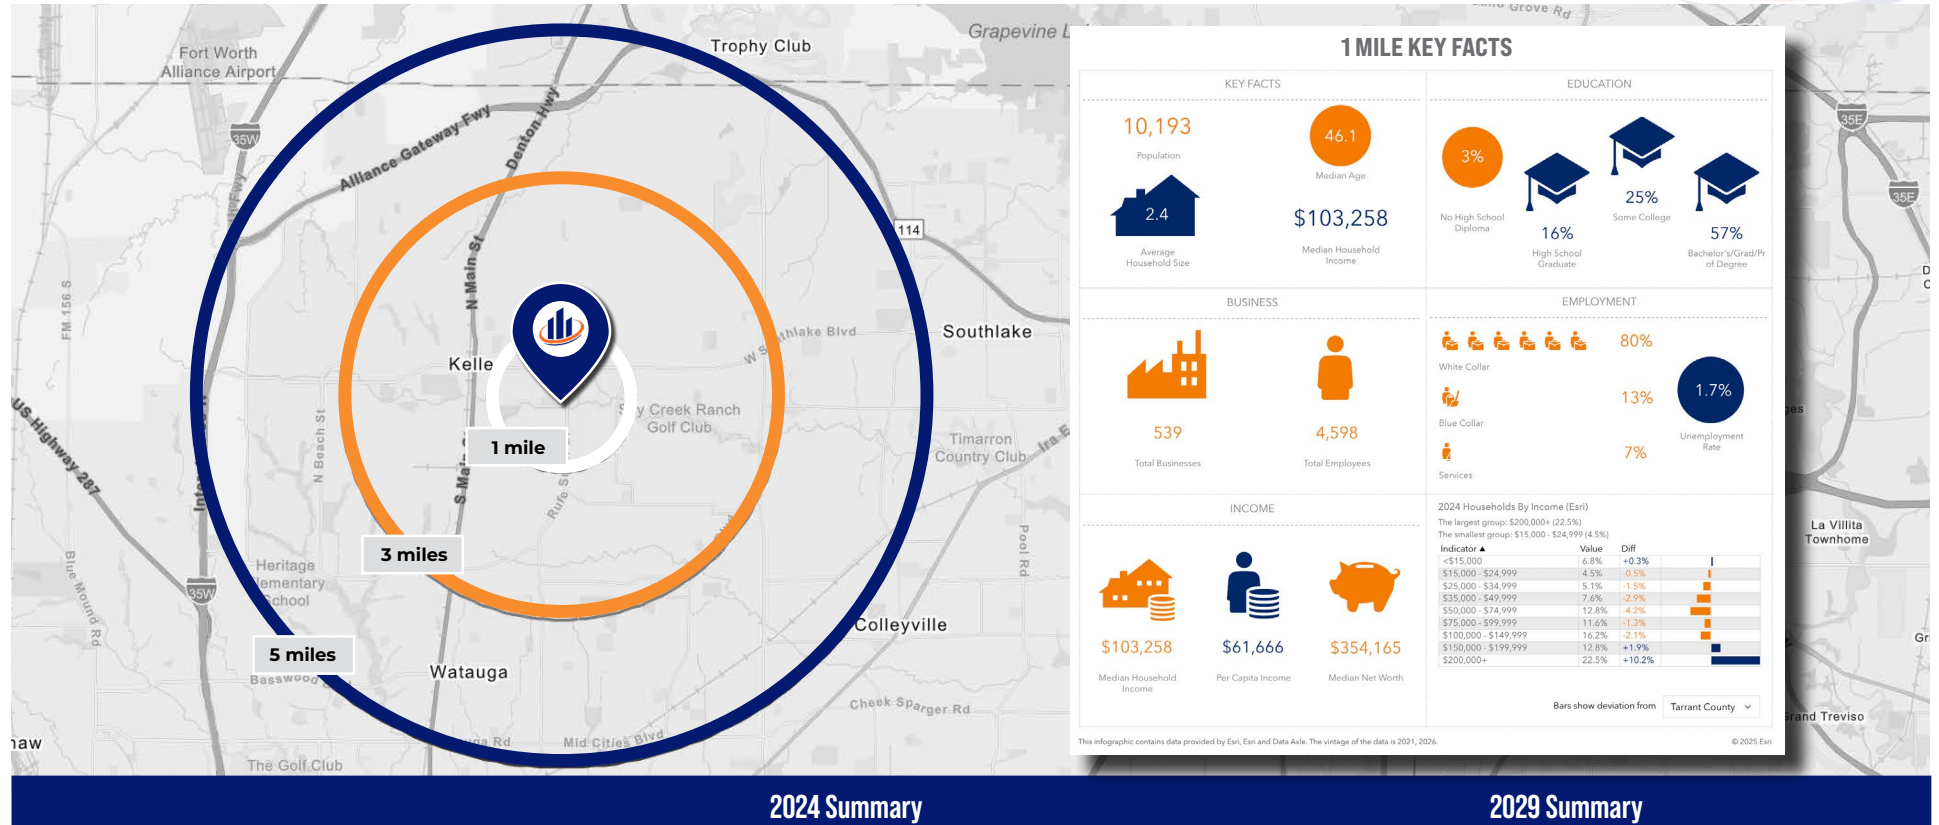 Fort Worth
Alliance Airport
Trophy Club
Grapevine L
Grove Rd
35W
Alliance Gateway Fwy
Denton Hwy
114
35E
35E
N Main St
FM 156 S
Southlake
Kelle
Creek Ranch
Golf Club
1 mile
Timarron
Country Club
Ira E
US Highway 287
N Beach St
S Mai
3 miles
Pool Rd
Heritage
ementary
School
35W
Blue Mound Rd
5 miles
Colleyville
Watauga
Basswood
Cheek Sparger Rd
Mid Cities Blvd
The Golf Club
naw
La Villita
Townhome
Grand Treviso
Gr
1 MILE KEY FACTS
KEY FACTS
10,193
Population
46.1
Median Age
2.4
Average
Household Size
$103,258
Median Household
Income
EDUCATION
3%
No High School
Diploma
16%
High School
Graduate
25%
Some College
57%
Bachelor's/Grad/Pr
of Degree
BUSINESS
539
Total Businesses
4,598
Total Employees
EMPLOYMENT
80%
White Collar
13%
Blue Collar
7%
Services
1.7%
Unemployment
Rate
INCOME
$103,258
Median Household
Income
$61,666
Per Capita Income
$354,165
Median Net Worth
2024 Households By Income (Esri)
The largest group: $200,000+ (22.5%)
The smallest group: $15,000 - $24,999 (4.5%)
Indicator ▲ Value Diff
<$15,000 6.8% +0.3%
$15,000 - $24,999 4.5% -0.5%
$25,000 - $34,999 5.1% -1.5%
$35,000 - $49,999 7.6% -2.9%
$50,000 - $74,999 12.8% -4.2%
$75,000 - $99,999 11.6% -1.3%
$100,000 - $149,999 16.2% -2.1%
$150,000 - $199,999 12.8% +1.9%
$200,000+ 22.5% +10.2%
Bars show deviation from Tarrant County
This infographic contains data provided by Esri, Esri and Data Axle. The vintage of the data is 2021, 2026.
© 2025 Esri
2024 Summary
2029 Summary